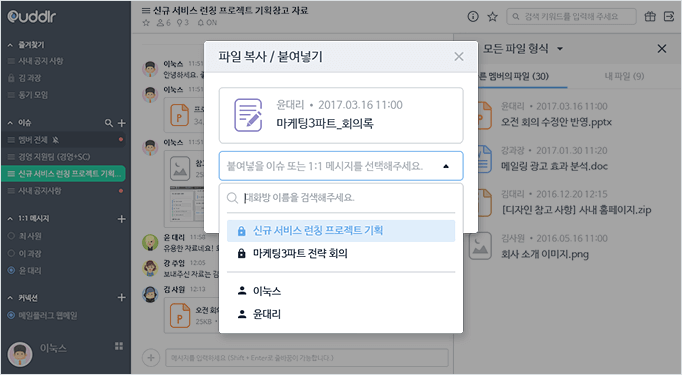 Ouddlr
즐겨찾기
사내 공지 사항
김 과장
동기 모임
이슈
멤버 전체
경영 지원팀 (경영+SC)
신규 서비스 런칭 프로젝트 기획...
사내 공지사항
1:1 메시지
최 사원
이 과장
윤 대리
커넥션
메일플러그 웹메일
이눅스
신규 서비스 런칭 프로젝트 기획참고 자료
6 3 ON
검색 키워드를 입력해 주세요
이눅스 11:51
안녕하세요.
이눅스 11:5
참고
윤 대리
유용한 자료네요!
강 주임 12:05
보내주신 자료는
김 사원 12:13
오전 회의
25KB
메시지를 입력하세요 (Shift + Enter로 줄바꿈이 가능합니다.)
파일 복사 / 붙여넣기
윤대리 • 2017.03.16 11:00
마케팅3파트_회의록
붙여넣을 이슈 또는 1:1 메시지를 선택해주세요.
대화방 이름을 검색해주세요.
신규 서비스 런칭 프로젝트 기획
마케팅3파트 전략 회의
이눅스
윤대리
모든 파일 형식
른 멤버의 파일 (30)
내 파일 (9)
윤대리 • 2017.03.16 11:00
오전 회의 수정안 반영.pptx
강과장 • 2017.03.16 11:00
메일링 광고 효과 분석.doc
윤대리 • 2016.12.20 12:15
[디자인 참고 사항] 사내 홈페이지.zip
김사원 • 2016.05.16 11:00
회사 소개 이미지.png